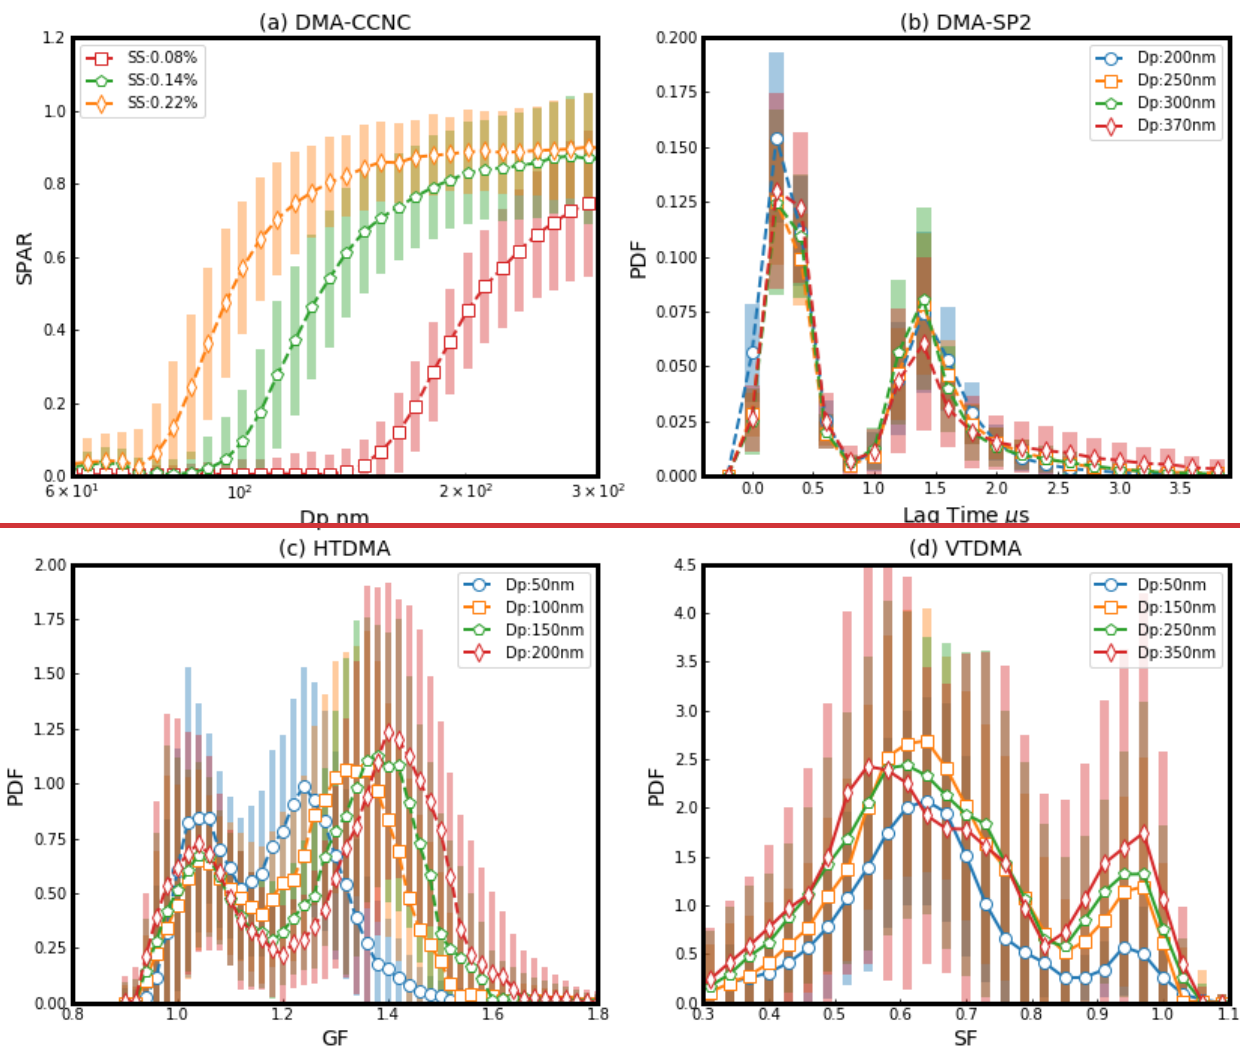 (a) DMA-CCNC
SPAR
1.2
1.0
0.8
0.6
0.4
0.2
0.0
SS:0.08%
SS:0.14%
SS:0.22%
6 × 10¹
10²
2 × 10²
3 × 10²
Dp nm
(b) DMA-SP2
PDF
0.200
0.175
0.150
0.125
0.100
0.075
0.050
0.025
0.000
Dp:200nm
Dp:250nm
Dp:300nm
Dp:370nm
0.0 0.5 1.0 1.5 2.0 2.5 3.0 3.5
Lag Time μs
(c) HTDMA
PDF
2.00
1.75
1.50
1.25
1.00
0.75
0.50
0.25
0.00
Dp:50nm
Dp:100nm
Dp:150nm
Dp:200nm
0.8 1.0 1.2 1.4 1.6 1.8
GF
(d) VTDMA
PDF
4.5
4.0
3.5
3.0
2.5
2.0
1.5
1.0
0.5
0.0
Dp:50nm
Dp:150nm
Dp:250nm
Dp:350nm
0.3 0.4 0.5 0.6 0.7 0.8 0.9 1.0 1.1
SF